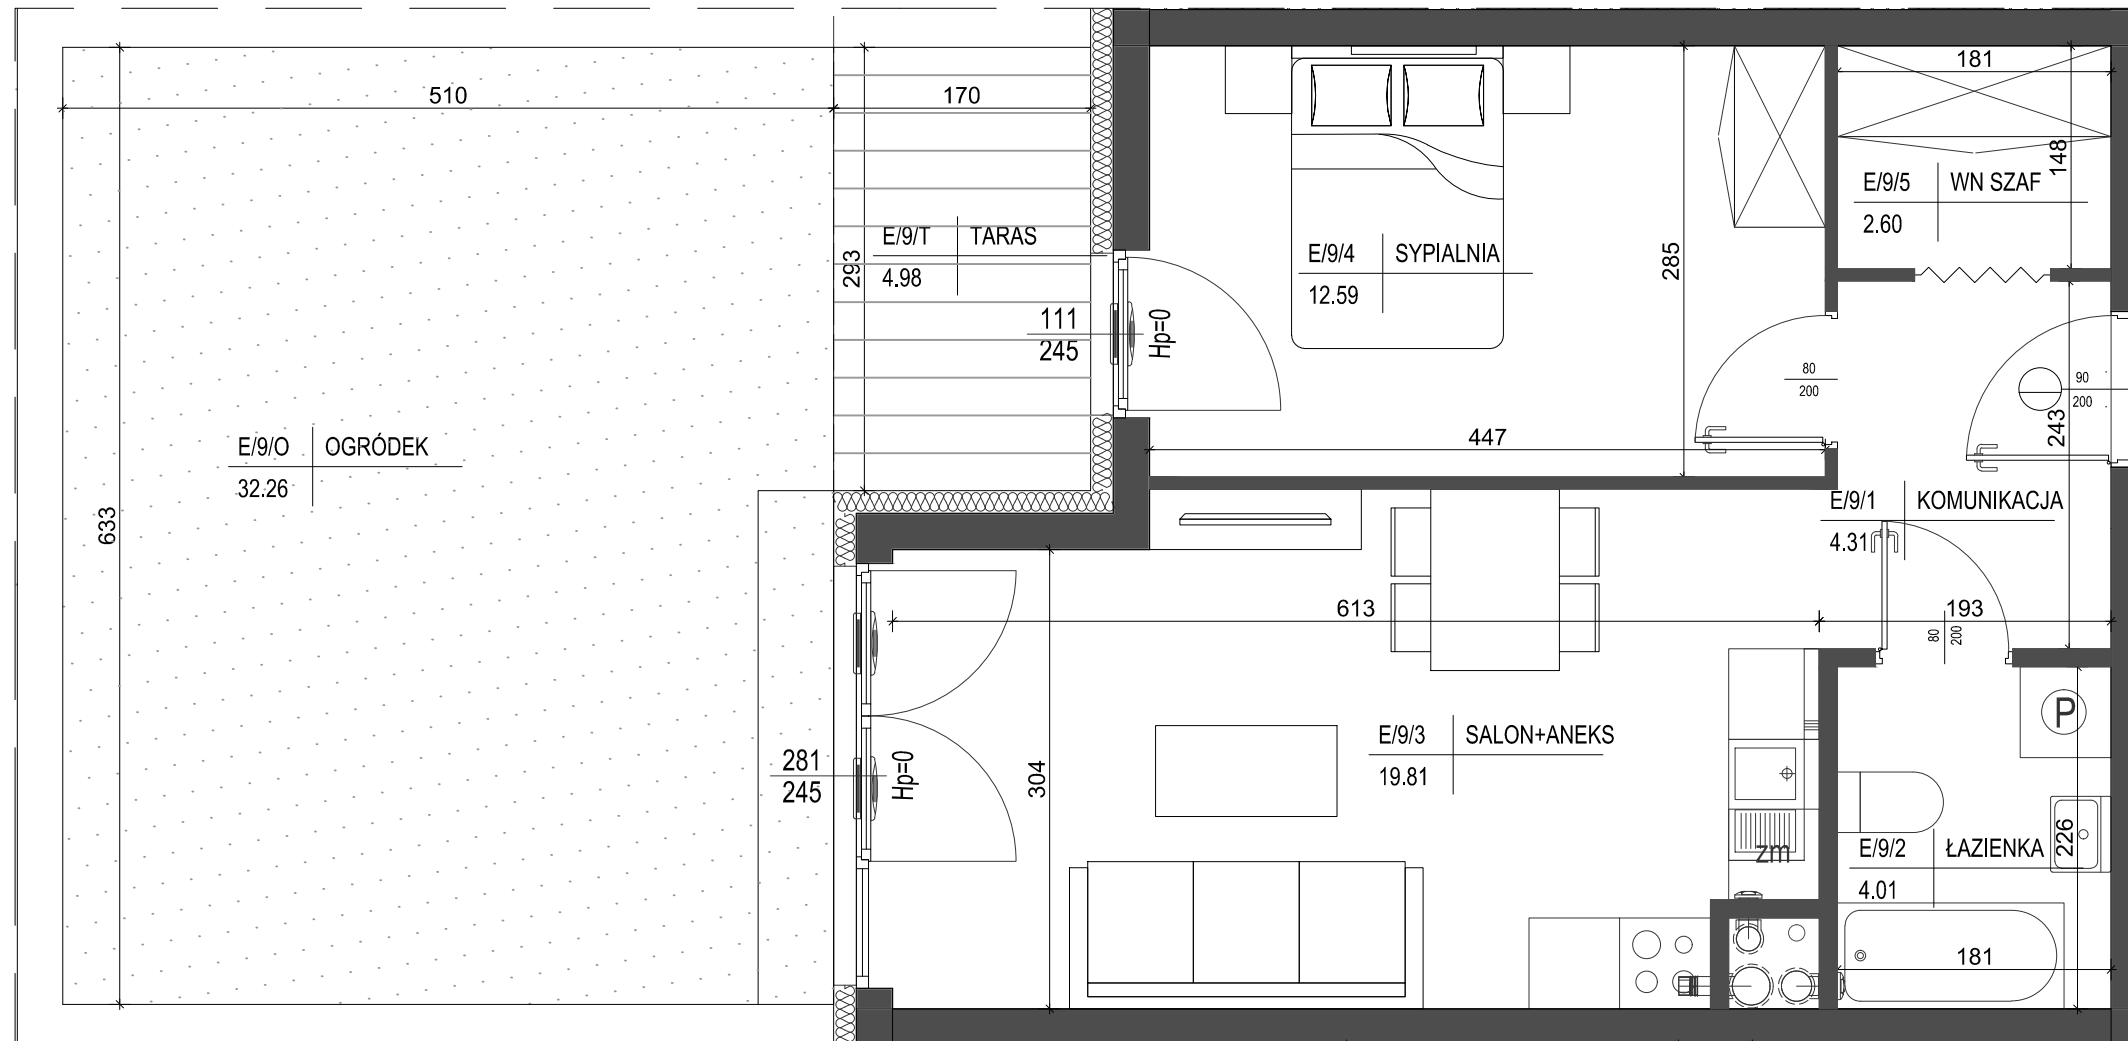 510
170
181
148
E/9/5 WN SZAF
2.60
E/9/T TARAS
4.98
293
E/9/4 SYPIALNIA
12.59
285
111
245
Hp=0
80
200
90
200
243
447
E/9/O OGRÓDEK
32.26
633
E/9/1 KOMUNIKACJA
4.31
613
193
80
200
281
245
Hp=0
304
E/9/3 SALON+ANEKS
19.81
P
zm
E/9/2 ŁAZIENKA
4.01
226
181